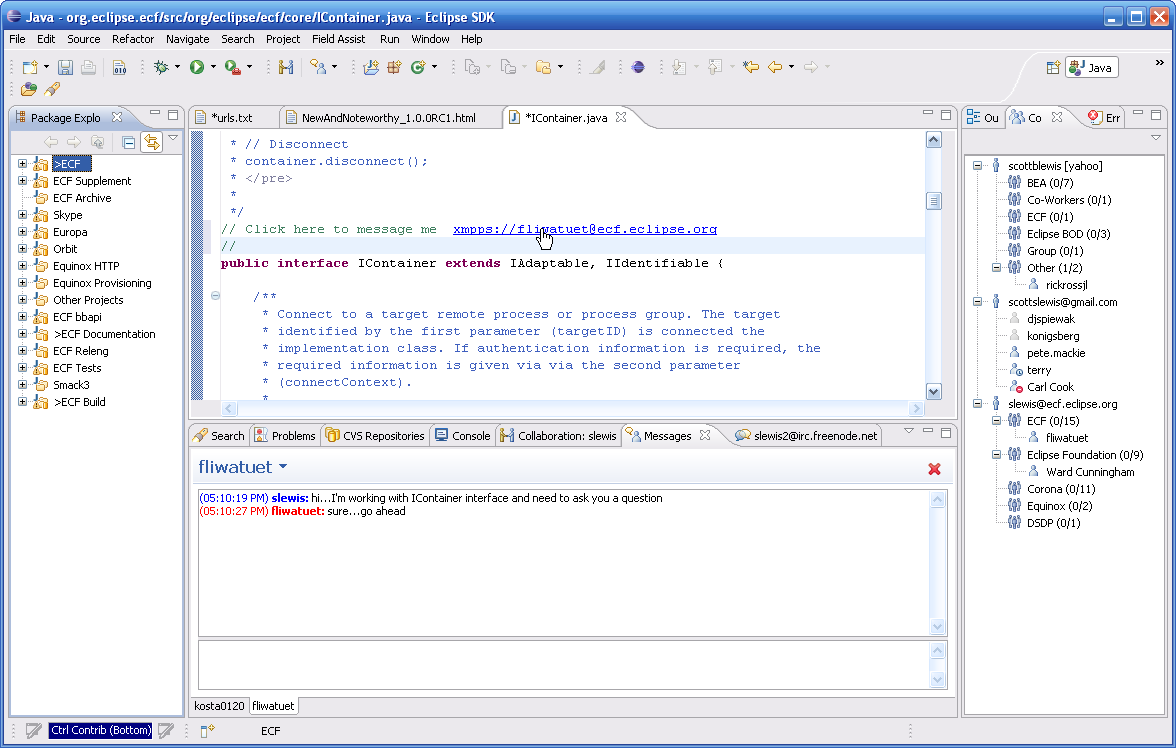 Java - org.eclipse.ecf/src/org/eclipse/ecf/core/IContainer.java - Eclipse SDK
File Edit Source Refactor Navigate Search Project Field Assist Run Window Help
010
Java
»
Package Explo
>ECF
ECF Supplement
ECF Archive
Skype
Europa
Orbit
Equinox HTTP
Equinox Provisioning
Other Projects
ECF bbapi
>ECF Documentation
ECF Releng
ECF Tests
Smack3
>ECF Build
*urls.txt NewAndNoteworthy_1.0.0RC1.html *IContainer.java
* // Disconnect
* container.disconnect();
* </pre>
*
*/
// Click here to message me xmpps://fliwatuet@ecf.eclipse.org
//
public interface IContainer extends IAdaptable, IIdentifiable {
/**
* Connect to a target remote process or process group. The target
* identified by the first parameter (targetID) is connected the
* implementation class. If authentication information is required, the
* required information is given via via the second parameter
* (connectContext).
*
Search Problems CVS Repositories Console Collaboration: slewis Messages slewis2@irc.freenode.net
fliwatuet
(05:10:19 PM) slewis: hi...I'm working with IContainer interface and need to ask you a question
(05:10:27 PM) fliwatuet: sure...go ahead
kosta0120 fliwatuet
Ou Co Err
scottblewis [yahoo]
BEA (0/7)
Co-Workers (0/1)
ECF (0/1)
Eclipse BOD (0/3)
Group (0/1)
Other (1/2)
rickrossjl
scottslewis@gmail.com
djspiewak
konigsberg
pete.mackie
terry
Carl Cook
slewis@ecf.eclipse.org
ECF (0/15)
fliwatuet
Eclipse Foundation (0/9)
Ward Cunningham
Corona (0/11)
Equinox (0/2)
DSDP (0/1)
Ctrl Contrib (Bottom) ECF